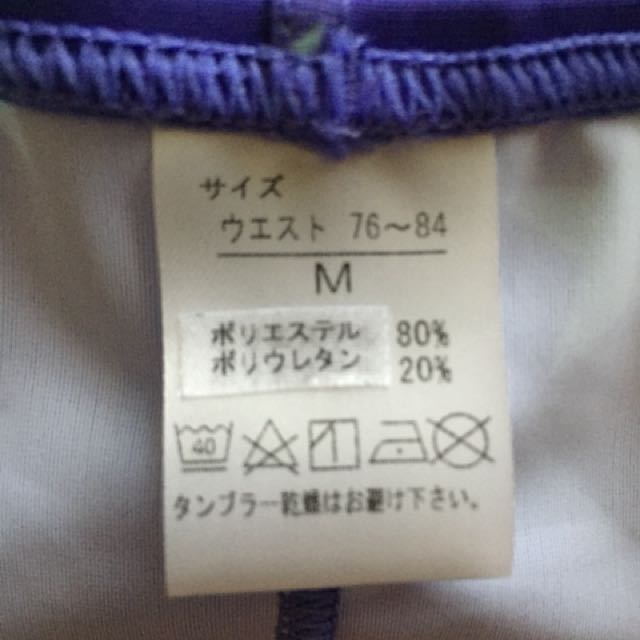 サイズ
ウエスト 76～84
M
ポリエステル 80%
ポリウレタン 20%
40
タンブラー乾燥はお避け下さい。